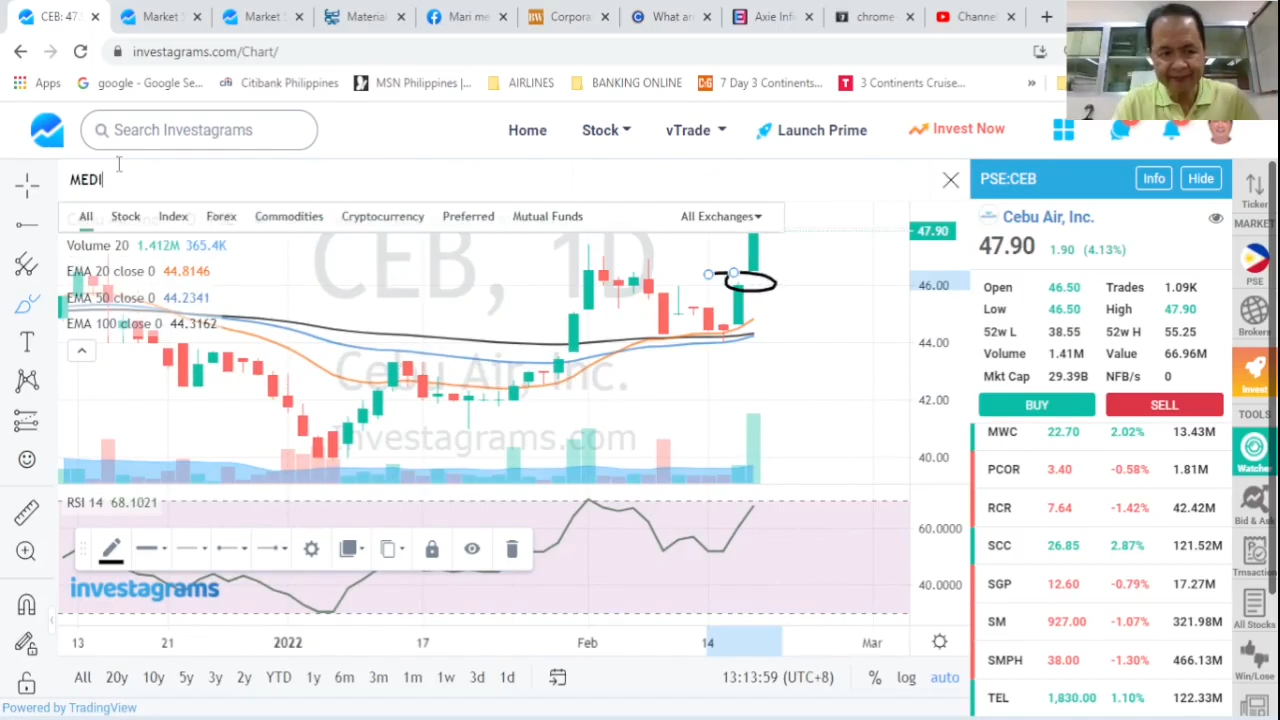 CEB: 47
Market S
Market S
Material
Mari me
Corpora
What ar
Axie Inf
chrome
Channel
investagrams.com/Chart/
Apps
google - Google Se...
Citibank Philippines
MSN Philippines |...
AIRLINES
BANKING ONLINE
7 Day 3 Continents...
3 Continents Cruise...
»
Search Investagrams
Home
Stock
vTrade
Launch Prime
Invest Now
MEDI
All
Stock
Index
Forex
Commodities
Cryptocurrency
Preferred
Mutual Funds
All Exchanges
Volume 20 1.412M 365.4K
EMA 20 close 0 44.8146
EMA 50 close 0 44.2341
EMA 100 close 0 44.3162
CEB, 1D
Cebu Air, Inc.
Investagrams.com
47.90
46.00
44.00
42.00
40.00
RSI 14 68.1021
60.0000
40.0000
investagrams
13
21
2022
17
Feb
14
Mar
All 20y 10y 5y 3y 2y YTD 1y 6m 3m 1m 1w 3d 1d
13:13:59 (UTC+8)
% log auto
Powered by TradingView
PSE:CEB
Info
Hide
Cebu Air, Inc.
47.90 1.90 (4.13%)
Open 46.50 Trades 1.09K
Low 46.50 High 47.90
52w L 38.55 52w H 55.25
Volume 1.41M Value 66.96M
Mkt Cap 29.39B NFB/s 0
BUY
SELL
MWC 22.70 2.02% 13.43M
PCOR 3.40 -0.58% 1.81M
RCR 7.64 -1.42% 42.42M
SCC 26.85 2.87% 121.52M
SGP 12.60 -0.79% 17.27M
SM 927.00 -1.07% 321.98M
SMPH 38.00 -1.30% 466.13M
TEL 1,830.00 1.10% 122.33M
Ticker
MARKET
PSE
Brokers
Invest
TOOLS
Watcher
Bid & Ask
Trnsaction
All Stocks
Win/Lose